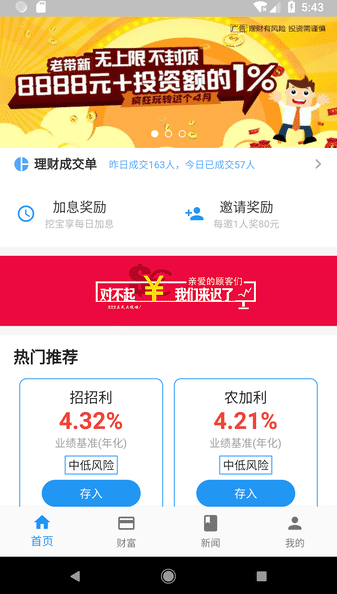 5:43
广告 理财有风险 投资需谨慎
老带新 无上限 不封顶
8888元+投资额的1%
疯狂玩转这个4月
理财成交单 昨日成交163人，今日已成交57人
加息奖励 邀请奖励
挖宝享每日加息 每邀1人奖80元
亲爱的顾客们
对不起 ¥ 我们来迟了
热门推荐
招招利 农加利
4.32% 4.21%
业绩基准(年化) 业绩基准(年化)
中低风险 中低风险
存入 存入
首页 财富 新闻 我的